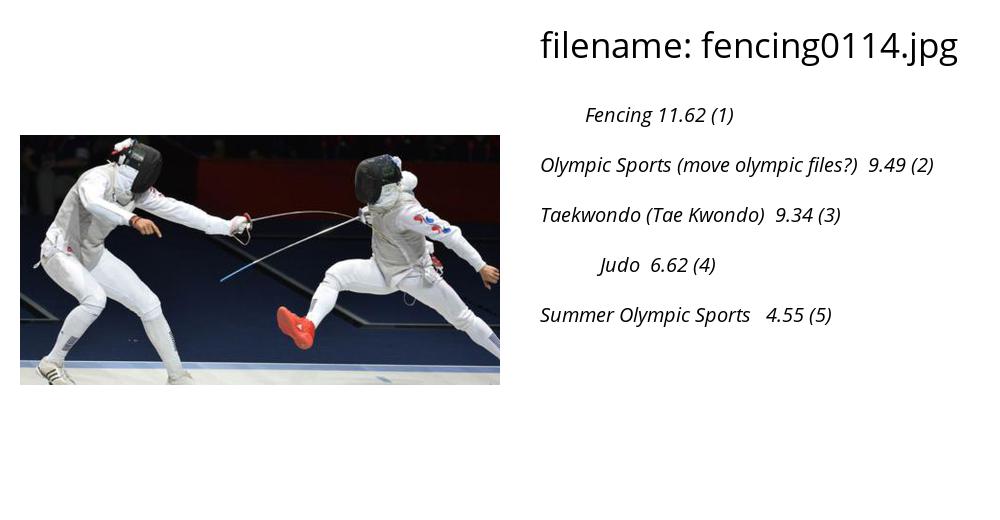 filename: fencing0114.jpg
Fencing 11.62 (1)
Olympic Sports (move olympic files?) 9.49 (2)
Taekwondo (Tae Kwondo) 9.34 (3)
Judo 6.62 (4)
Summer Olympic Sports 4.55 (5)